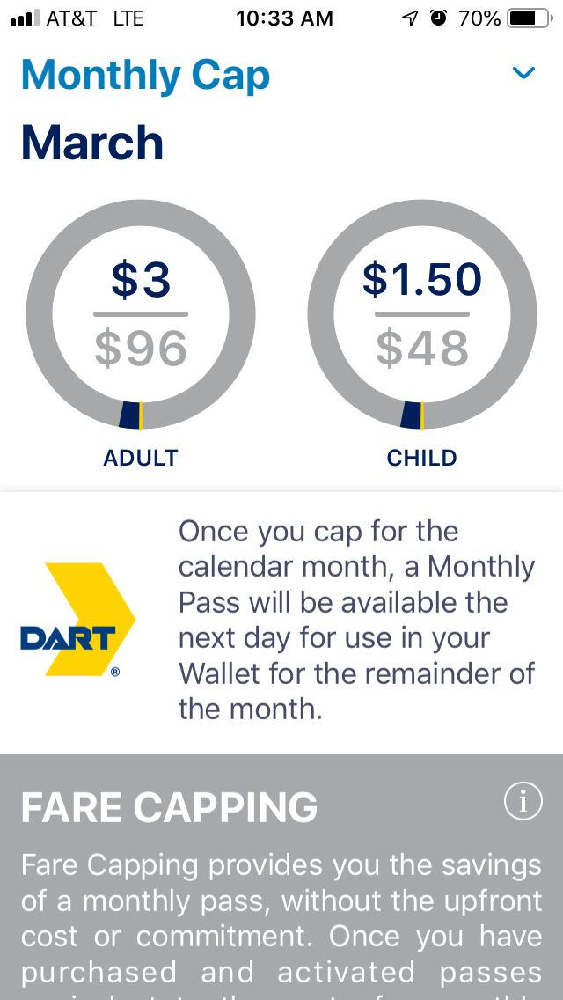 AT&T LTE 10:33 AM 70%
Monthly Cap
March
$3 $1.50
$96 $48
ADULT CHILD
Once you cap for the
calendar month, a Monthly
Pass will be available the
next day for use in your
Wallet for the remainder of
the month.
DART
®
FARE CAPPING i
Fare Capping provides you the savings
of a monthly pass, without the upfront
cost or commitment. Once you have
purchased and activated passes